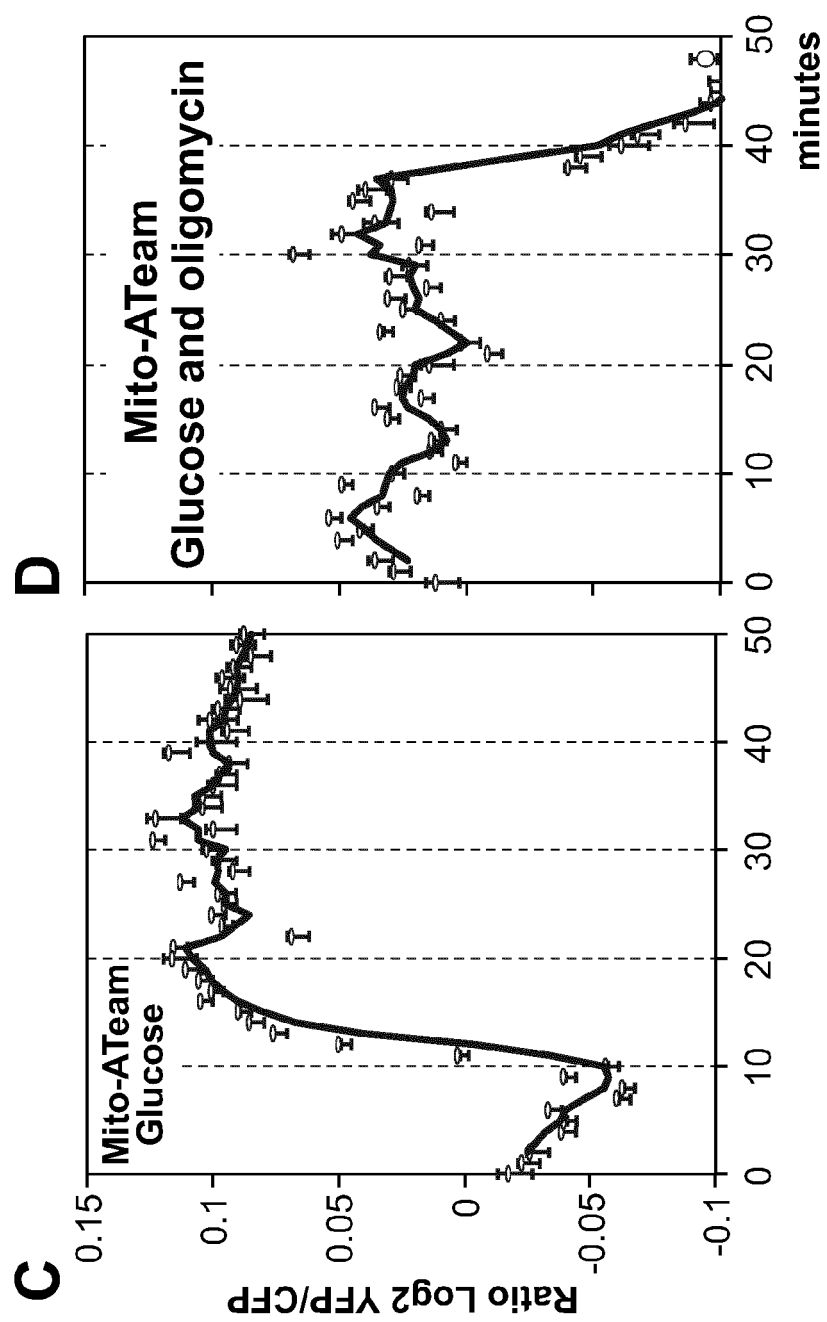 C
Mito-ATeam
Glucose
Ratio Log2 YFP/CFP
0.15
0.1
0.05
0
-0.05
-0.1
0
10
20
30
40
50
D
Mito-ATeam
Glucose and oligomycin
0
10
20
30
40
50
minutes